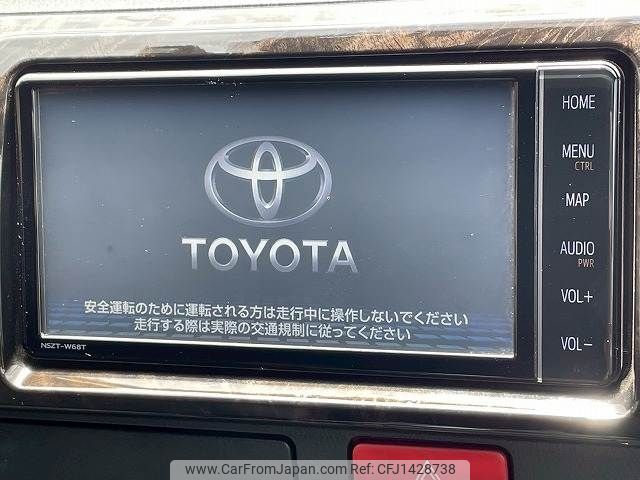 TOYOTA
安全運転のために運転される方は走行中に操作しないでください
走行する際は実際の交通規制に従ってください
NSZT-W68T
HOME
MENU
CTRL
MAP
AUDIO
PWR
VOL+
VOL-
www.CarFromJapan.com
Ref-No: CFJ1428738